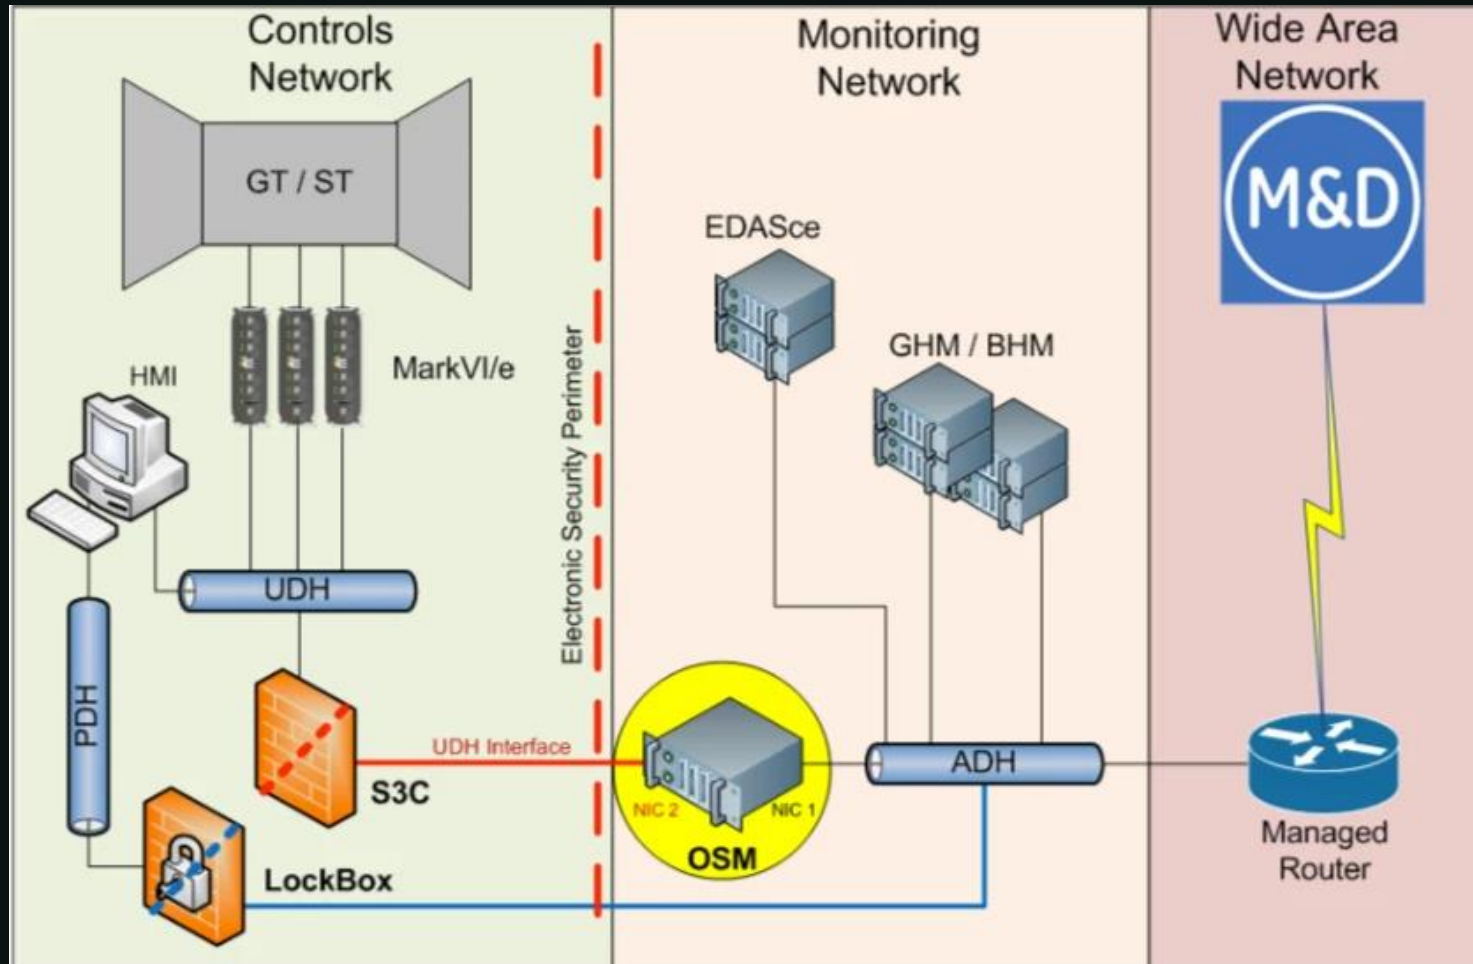 Controls
Network
Monitoring
Network
Wide Area
Network
GT / ST
M&D
EDASce
GHM / BHM
HMI
MarkVI/e
Electronic Security Perimeter
UDH
PDH
UDH Interface
S3C
NIC 2
NIC 1
OSM
ADH
Managed
Router
LockBox